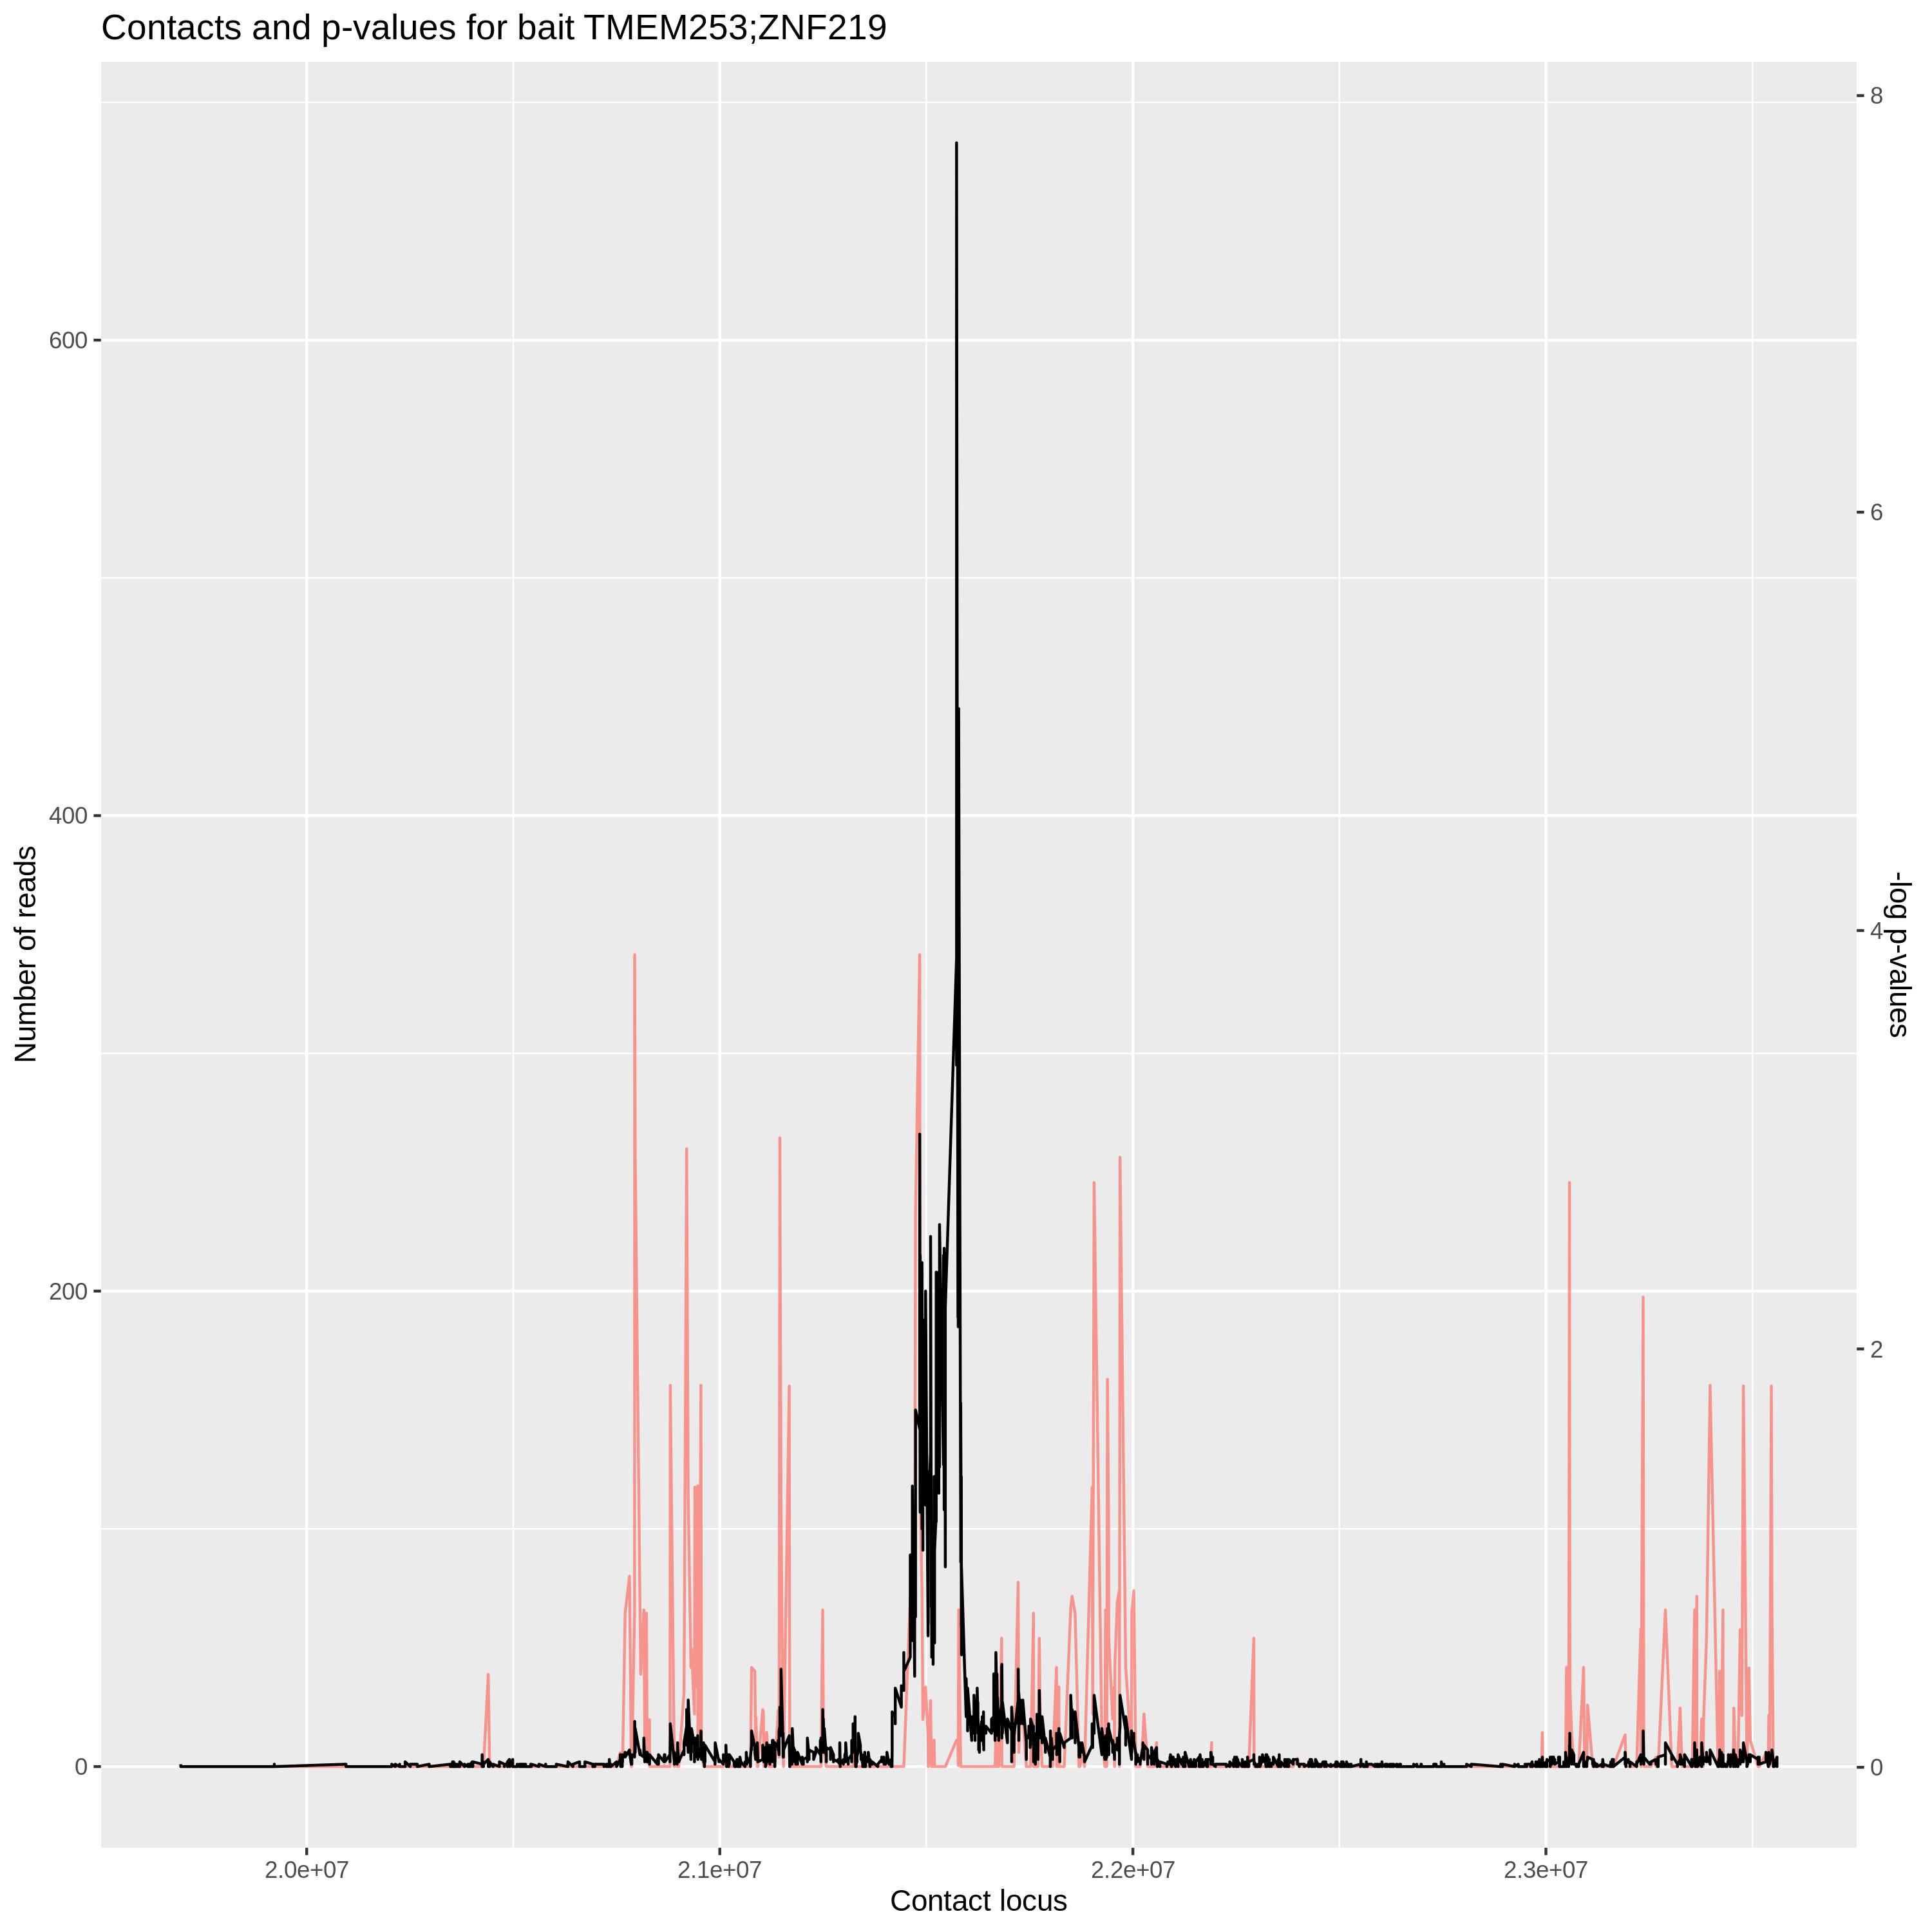 Contacts and p-values for bait TMEM253;ZNF219
Number of reads
600
400
200
0
8
6
4
2
0
-log p-values
2.0e+07
2.1e+07
2.2e+07
2.3e+07
Contact locus